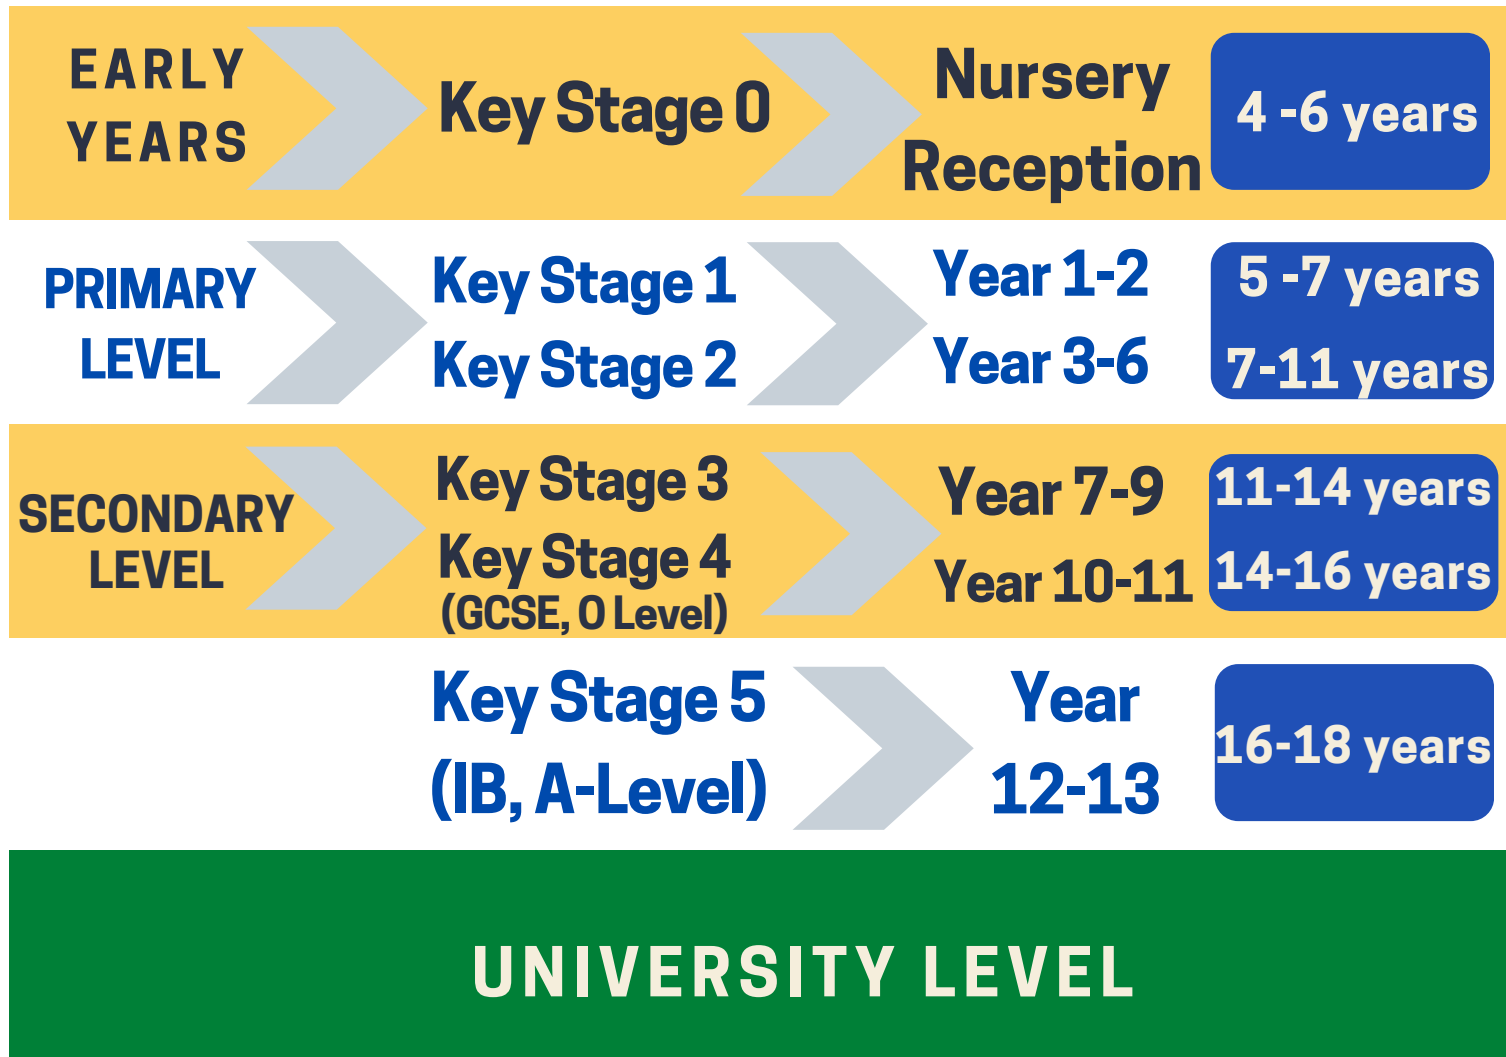 EARLY
YEARS
Key Stage 0
Nursery
Reception
4 -6 years
PRIMARY
LEVEL
Key Stage 1
Key Stage 2
Year 1-2
Year 3-6
5 -7 years
7-11 years
SECONDARY
LEVEL
Key Stage 3
Key Stage 4
(GCSE, O Level)
Year 7-9
Year 10-11
11-14 years
14-16 years
Key Stage 5
(IB, A-Level)
Year
12-13
16-18 years
UNIVERSITY LEVEL